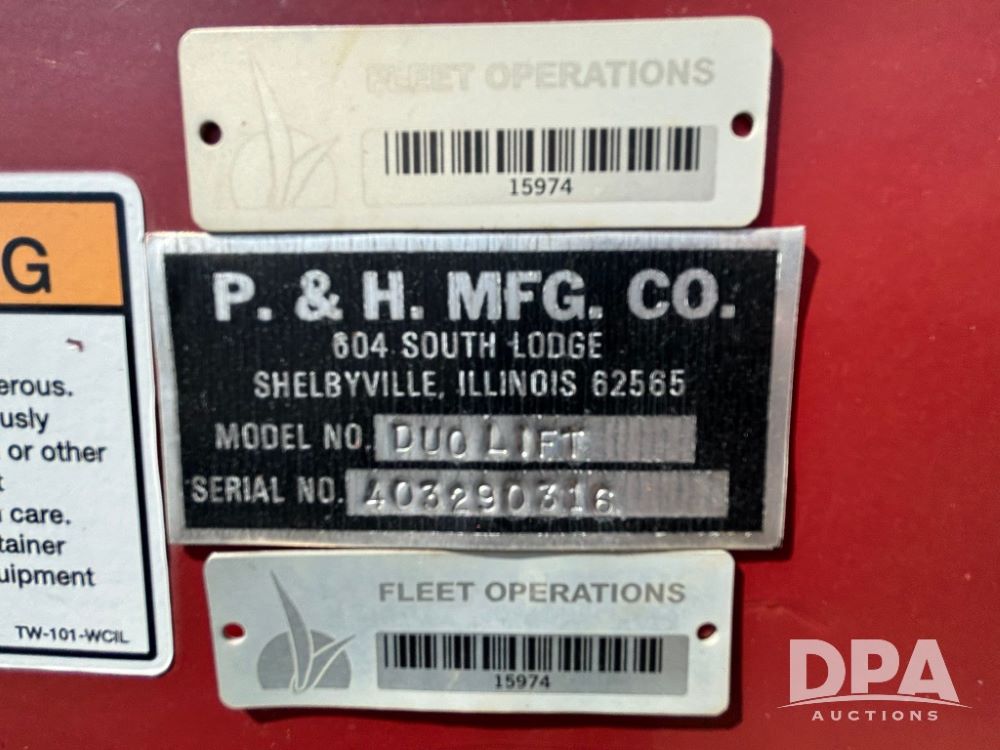 FLEET OPERATIONS
15974
G
erous.
usly
or other
t
care.
tainer
uipment
TW-101-WCIL
P. & H. MFG. CO.
604 SOUTH LODGE
SHELBYVILLE, ILLINOIS 62565
MODEL NO. DUO LIFT
SERIAL NO. 403290316
FLEET OPERATIONS
15974
DPA
AUCTIONS